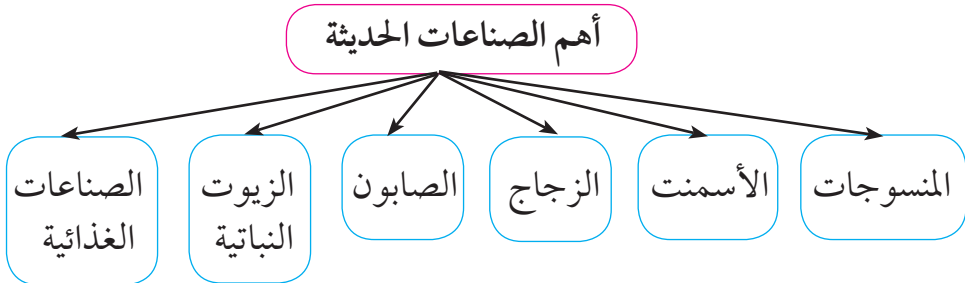 أهم الصناعات الحديثة
المنسوجات
الأسمنت
الزجاج
الصابون
الزيوت
النباتية
الصناعات
الغذائية